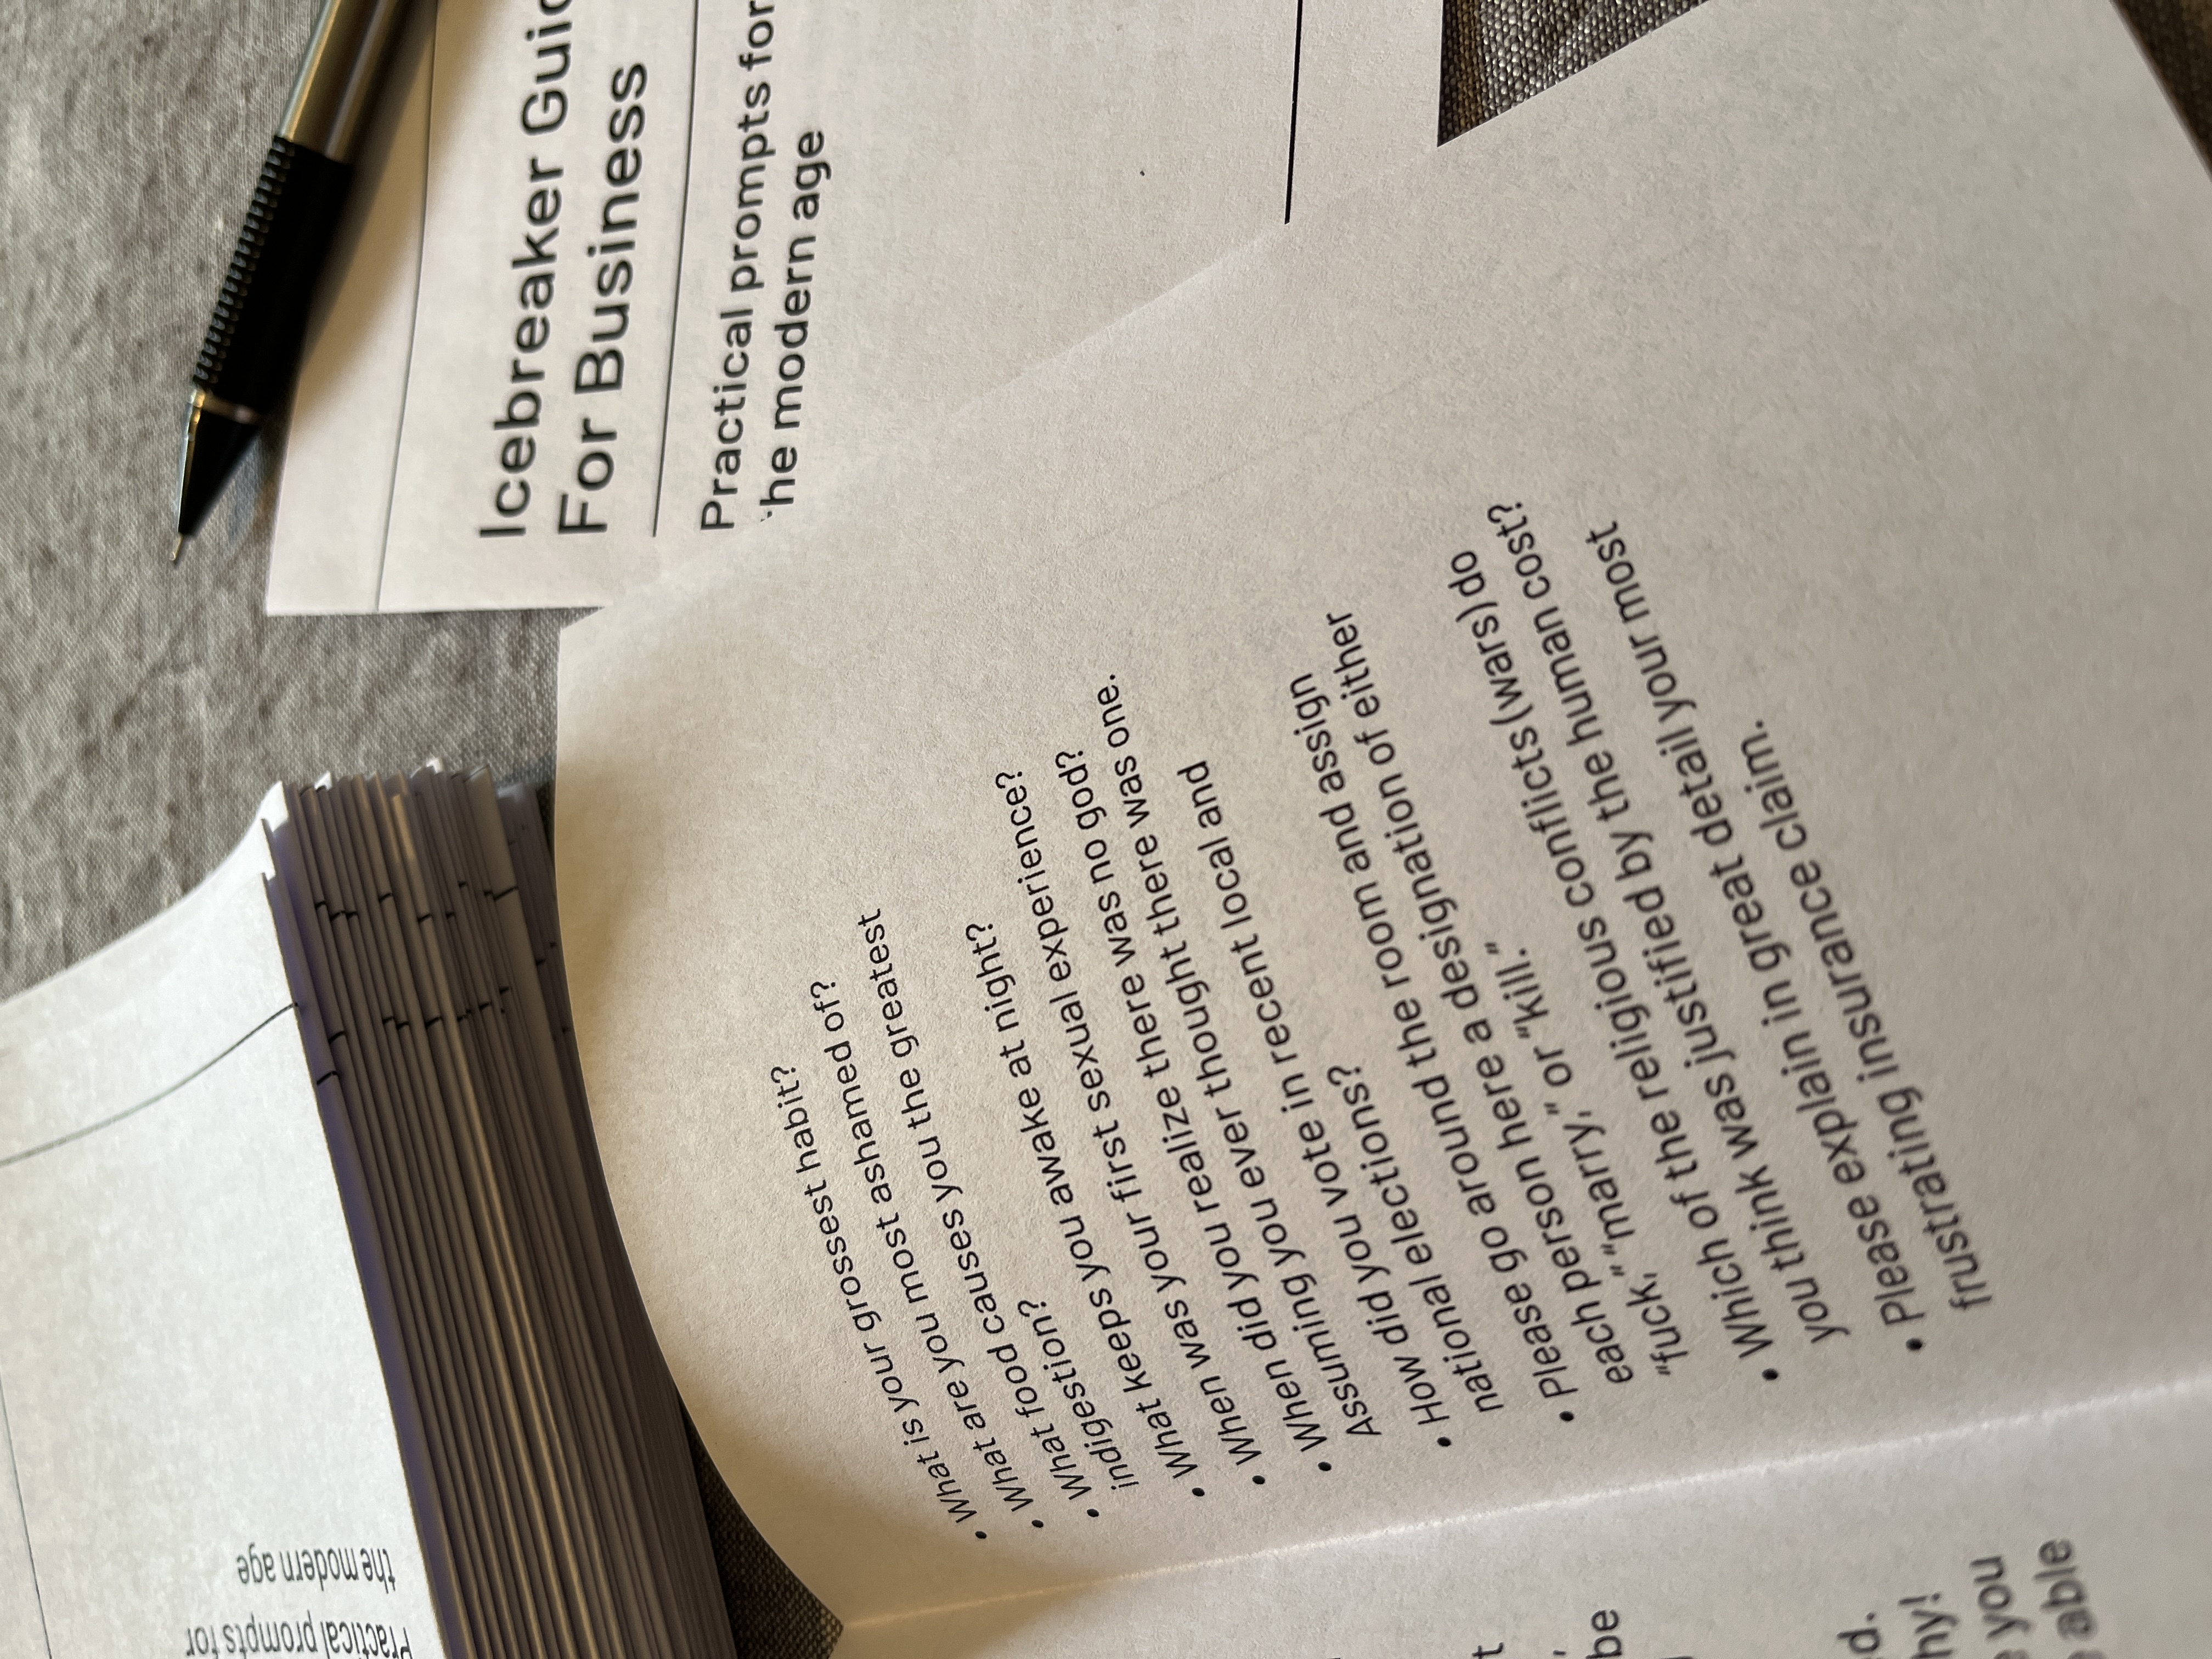 Practical prompts for
the modern age
Icebreaker
For Business
Practical prompts for
he modern age
• What is your grossest habit?
• What are you most ashamed of?
• What food causes you the greatest
indigestion?
• What keeps you awake at night?
• When was your first sexual experience?
• When did you realize there was no god?
Assuming you ever thought there was one.
• How did you vote in recent local and
national elections?
• Please go around the room and assign
each person here a designation of either
“fuck,” “marry,” or “kill.”
• Which of the religious conflicts (wars) do
you think was justified by the human cost?
• Please explain in great detail your most
frustrating insurance claim.
be
you
able